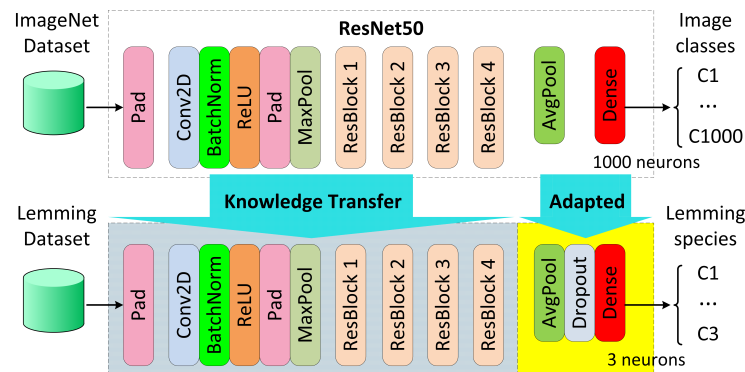 ImageNet
Dataset
ResNet50
Image
classes
Pad
Conv2D
BatchNorm
ReLU
Pad
MaxPool
ResBlock 1
ResBlock 2
ResBlock 3
ResBlock 4
AvgPool
Dense
C1
...
C1000
1000 neurons
Knowledge Transfer
Adapted
Lemming
Dataset
Lemming
species
Pad
Conv2D
BatchNorm
ReLU
Pad
MaxPool
ResBlock 1
ResBlock 2
ResBlock 3
ResBlock 4
AvgPool
Dropout
Dense
C1
...
C3
3 neurons